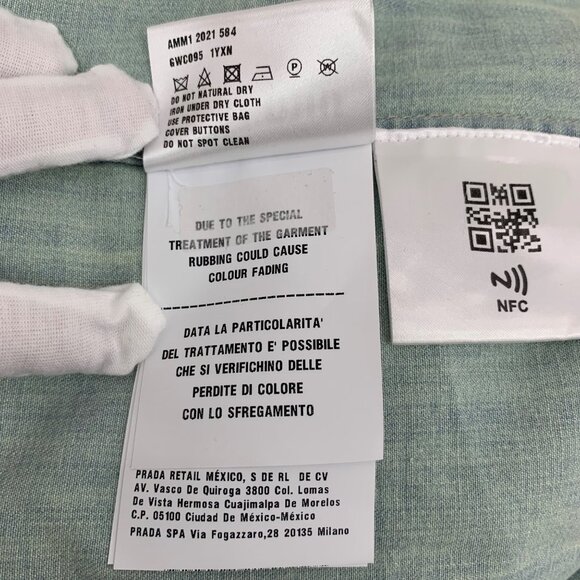 AMM1 2021 584
GWC095 1YXN
DO NOT NATURAL DRY
IRON UNDER DRY CLOTH
USE PROTECTIVE BAG
COVER BUTTONS
DO NOT SPOT CLEAN
DUE TO THE SPECIAL
TREATMENT OF THE GARMENT
RUBBING COULD CAUSE
COLOUR FADING
DATA LA PARTICOLARITA'
DEL TRATTAMENTO E' POSSIBILE
CHE SI VERIFICHINO DELLE
PERDITE DI COLORE
CON LO SFREGAMENTO
PRADA RETAIL MÉXICO, S DE RL DE CV
AV. Vasco De Quiroga 3800 Col. Lomas
De Vista Hermosa Cuajimalpa De Morelos
C.P. 05100 Ciudad De México-México
PRADA SPA Via Fogazzaro,28 20135 Milano
NFC